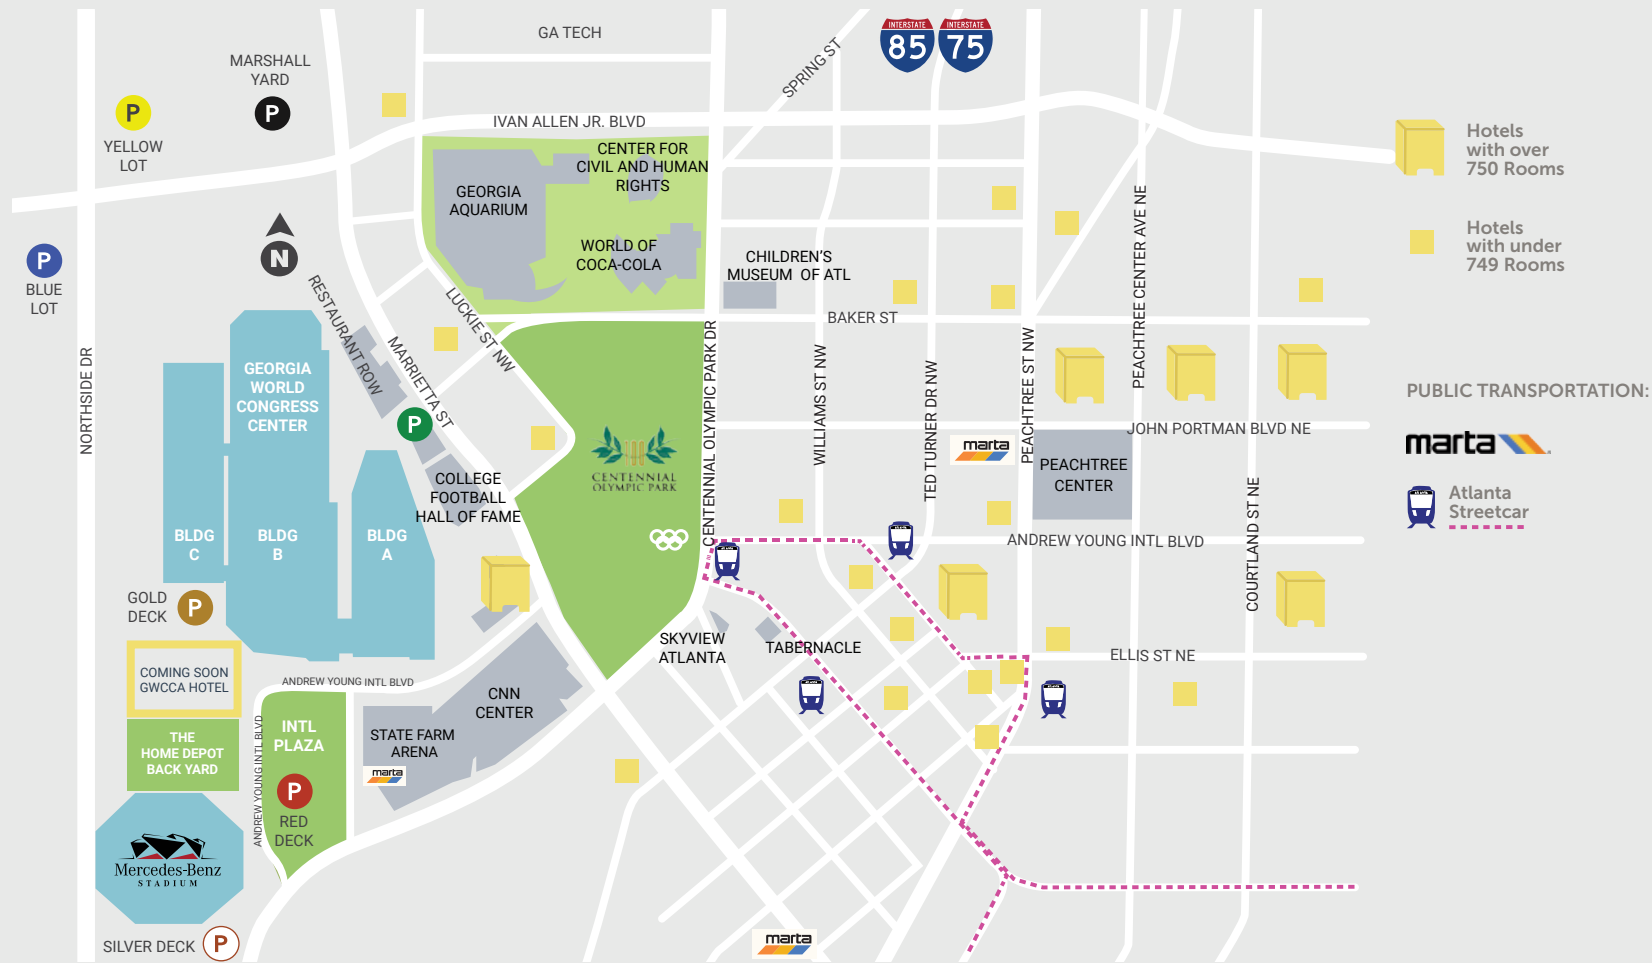 GA TECH
INTERSTATE
85
INTERSTATE
75
SPRING ST
MARSHALL
YARD
P
P
YELLOW
LOT
IVAN ALLEN JR. BLVD
Hotels
with over
750 Rooms
CENTER FOR
CIVIL AND HUMAN
RIGHTS
GEORGIA
AQUARIUM
WORLD OF
COCA-COLA
CHILDREN'S
MUSEUM OF ATL
PEACHTREE CENTER AVE NE
Hotels
with under
749 Rooms
N
P
BLUE
LOT
RESTAURANT ROW
LUCKIE ST NW
MARRIETTA ST
BAKER ST
NORTHSIDE DR
CENTENNIAL OLYMPIC PARK DR
WILLIAMS ST NW
TED TURNER DR NW
PEACHTREE ST NW
GEORGIA
WORLD
CONGRESS
CENTER
P
PUBLIC TRANSPORTATION:
marta
JOHN PORTMAN BLVD NE
marta
PEACHTREE
CENTER
CENTENNIAL
OLYMPIC PARK
COLLEGE
FOOTBALL
HALL OF FAME
Atlanta
Streetcar
COURTLAND ST NE
BLDG
C
BLDG
B
BLDG
A
ANDREW YOUNG INTL BLVD
GOLD
DECK
P
SKYVIEW
ATLANTA
TABERNACLE
ELLIS ST NE
COMING SOON
GWCCA HOTEL
ANDREW YOUNG INTL BLVD
ANDREW YOUNG INTL BLVD
CNN
CENTER
INTL
PLAZA
THE
HOME DEPOT
BACK YARD
STATE FARM
ARENA
marta
P
RED
DECK
Mercedes-Benz
STADIUM
SILVER DECK
P
marta